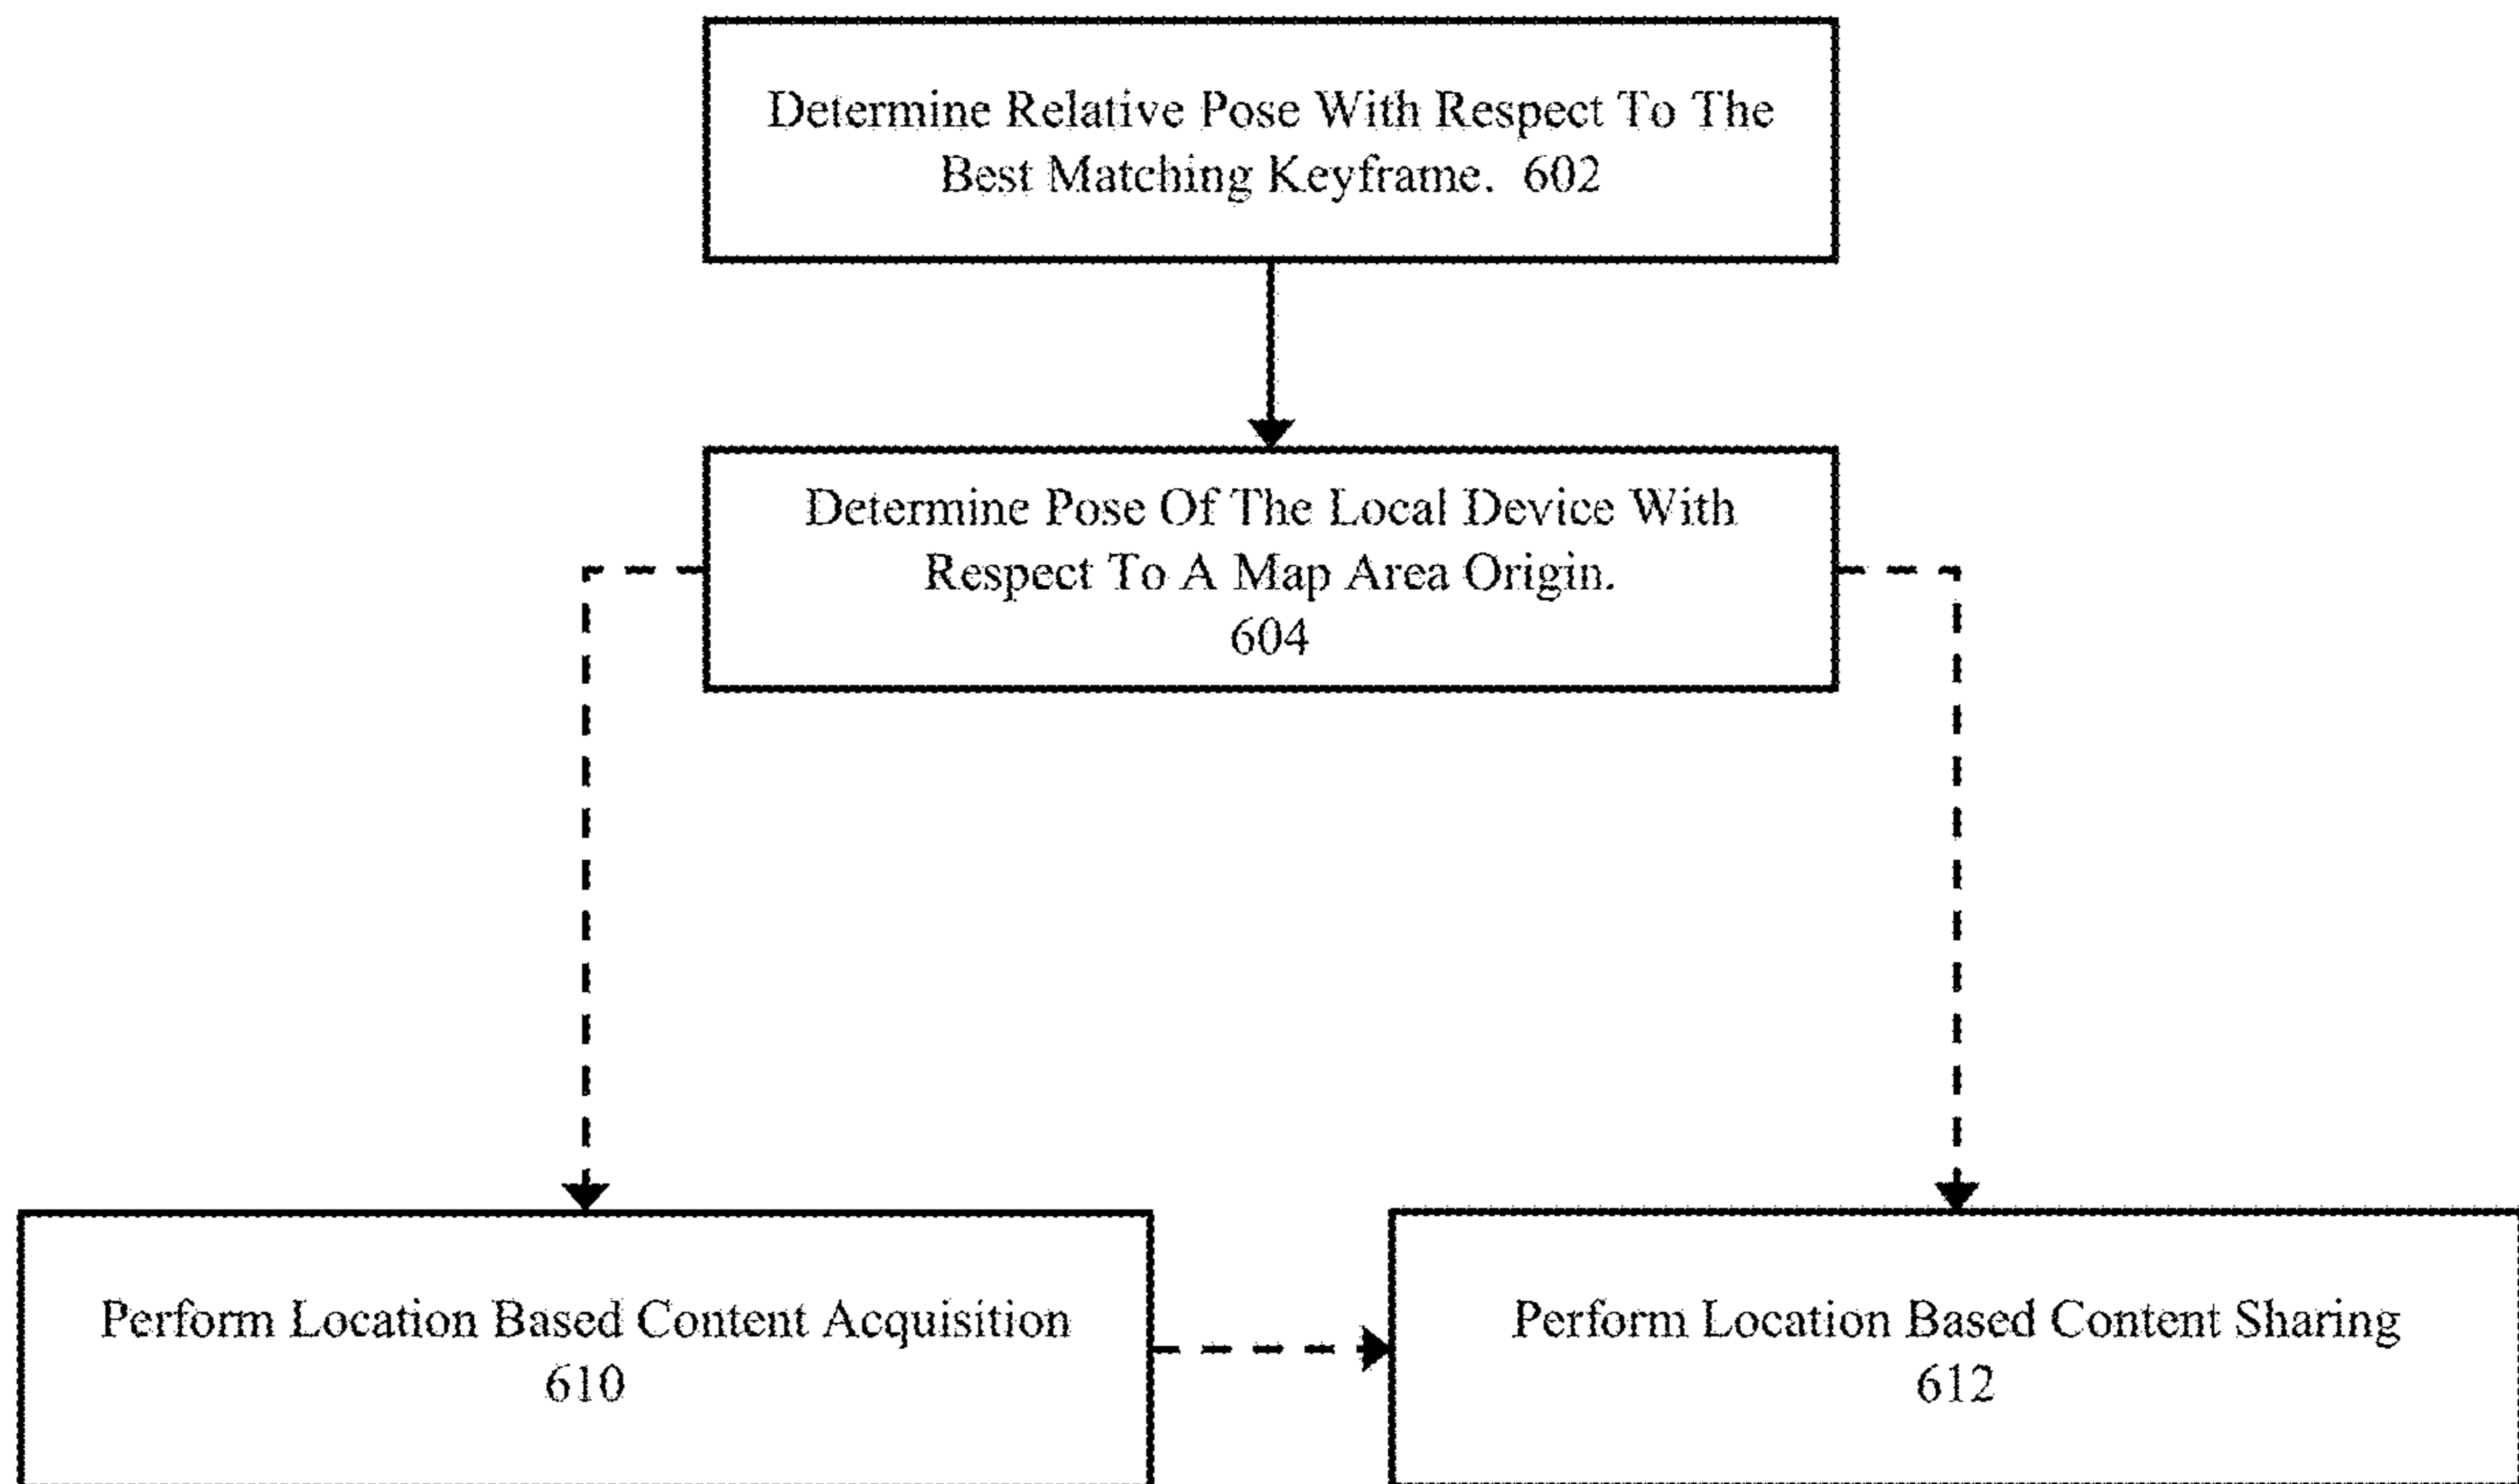 Determine Relative Pose With Respect To The
Best Matching Keyframe. 602
Determine Pose Of The Local Device With
Respect To A Map Area Origin.
604
Perform Location Based Content Acquisition
610
Perform Location Based Content Sharing
612